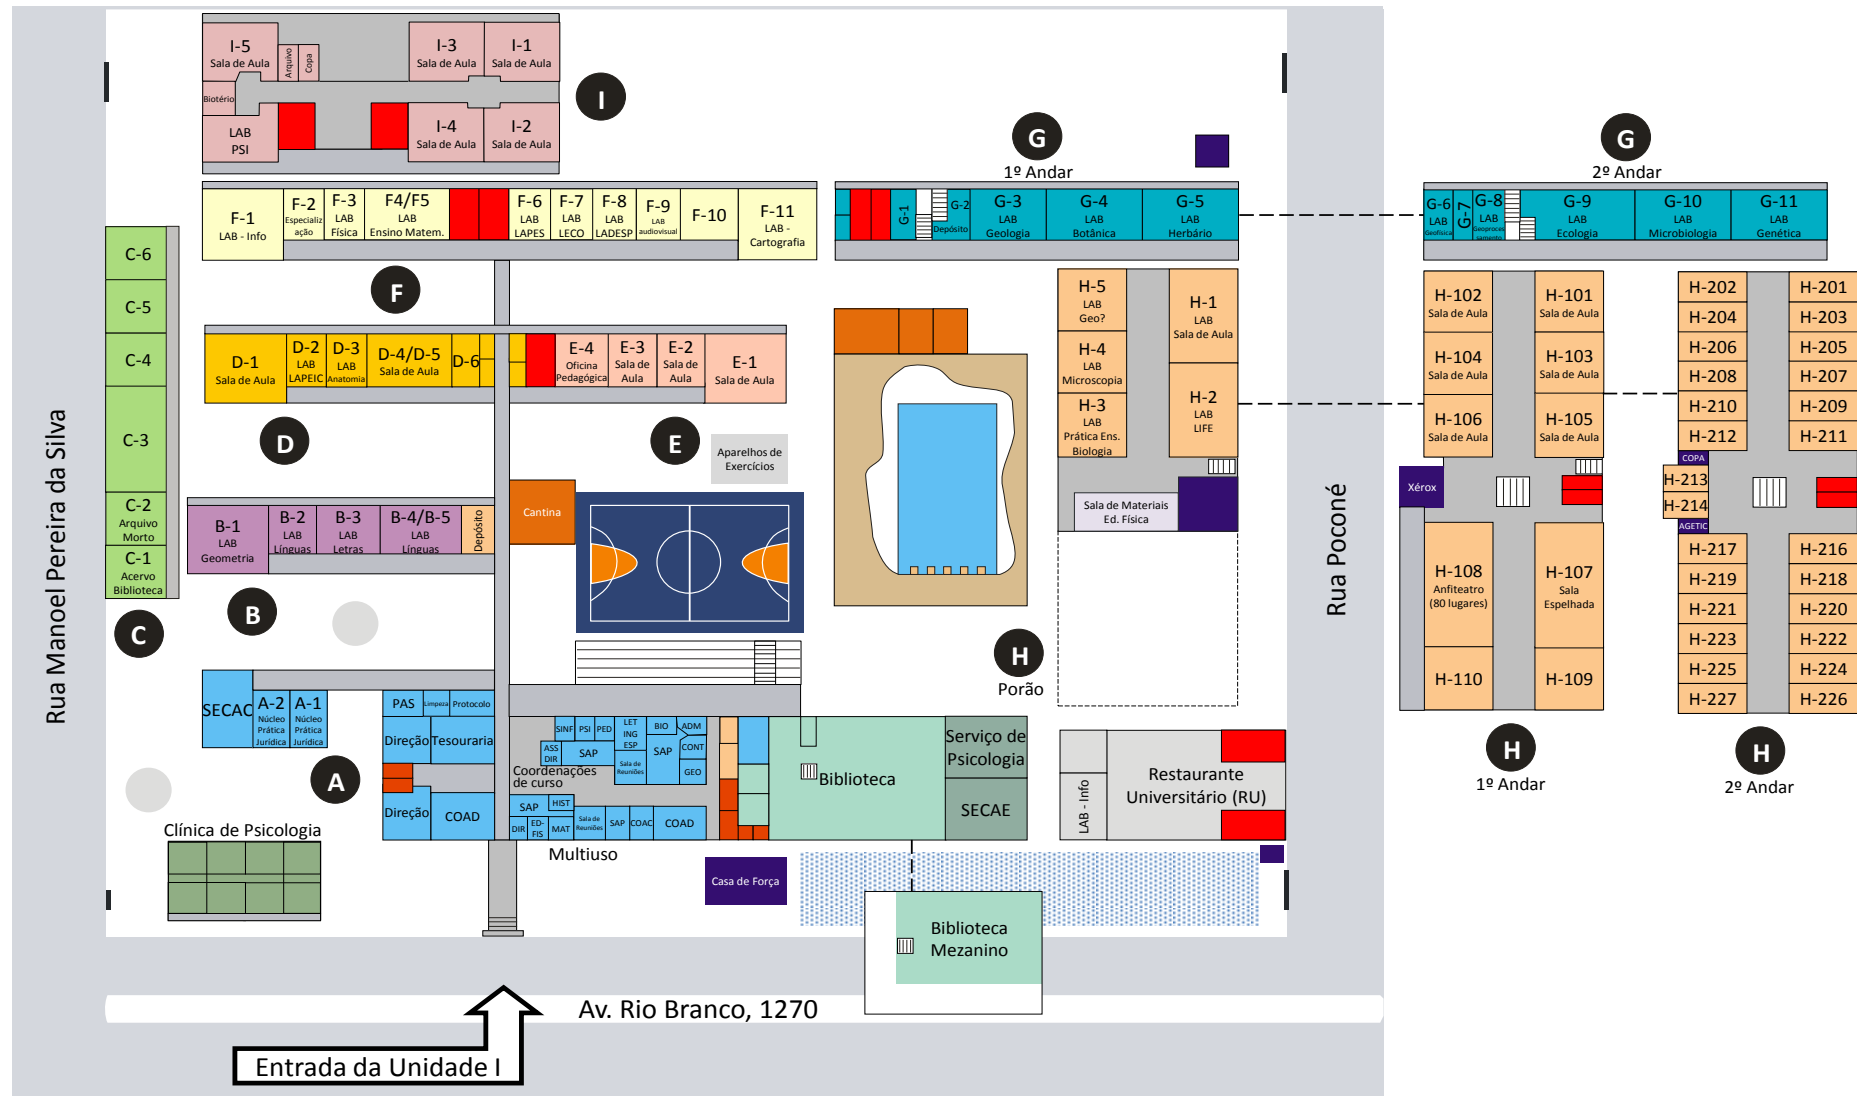 I-5
Sala de Aula
Arquivo
Copa
I-3
Sala de Aula
I-1
Sala de Aula
Biotério
LAB
PSI
I-4
Sala de Aula
I-2
Sala de Aula
I
G
1º Andar
G
2º Andar
F-1
LAB - Info
F-2
Especializ
ação
F-3
LAB
Física
F4/F5
LAB
Ensino Matem.
F-6
LAB
LAPES
F-7
LAB
LECO
F-8
LAB
LADESP
F-9
LAB
audiovisual
F-10
F-11
LAB -
Cartografia
G-1
G-2
Depósito
G-3
LAB
Geologia
G-4
LAB
Botânica
G-5
LAB
Herbário
G-6
LAB
Geofísica
G-7
G-8
LAB
Geoproces
samento
G-9
LAB
Ecologia
G-10
LAB
Microbiologia
G-11
LAB
Genética
C-6
C-5
C-4
C-3
C-2
Arquivo
Morto
C-1
Acervo
Biblioteca
C
F
D-1
Sala de Aula
D-2
LAB
LAPEIC
D-3
LAB
Anatomia
D-4/D-5
Sala de Aula
D-6
E-4
Oficina
Pedagógica
E-3
Sala de
Aula
E-2
Sala de
Aula
E-1
Sala de Aula
D
E
Aparelhos de
Exercícios
H-5
LAB
Geo?
H-4
LAB
Microscopia
H-3
LAB
Prática Ens.
Biologia
H-1
LAB
Sala de Aula
H-2
LAB
LIFE
Sala de Materiais
Ed. Física
H
Porão
H-102
Sala de Aula
H-101
Sala de Aula
H-104
Sala de Aula
H-103
Sala de Aula
H-106
Sala de Aula
H-105
Sala de Aula
Xérox
H-108
Anfiteatro
(80 lugares)
H-107
Sala
Espelhada
H-110
H-109
H
1º Andar
H-202
H-201
H-204
H-203
H-206
H-205
H-208
H-207
H-210
H-209
H-212
H-211
COPA
H-213
H-214
AGETIC
H-217
H-216
H-219
H-218
H-221
H-220
H-223
H-222
H-225
H-224
H-227
H-226
H
2º Andar
Rua Manoel Pereira da Silva
Rua Poconé
B-1
LAB
Geometria
B-2
LAB
Línguas
B-3
LAB
Letras
B-4/B-5
LAB
Línguas
Depósito
Cantina
B
SECAC
A-2
Núcleo
Prática
Jurídica
A-1
Núcleo
Prática
Jurídica
A
PAS
Limpeza
Protocolo
Direção
Tesouraria
Direção
COAD
SINF
PSI
PED
LET
ING
ESP
BIO
ADM
ASS
DIR
SAP
Sala de
Reuniões
SAP
CONT
GEO
Coordenações
de curso
SAP
HIST
DIR
ED-
FIS
MAT
Sala de
Reuniões
SAP
COAC
COAD
Multiuso
Biblioteca
Serviço de
Psicologia
SECAE
LAB - Info
Restaurante
Universitário (RU)
Clínica de Psicologia
Casa de Força
Biblioteca
Mezanino
Av. Rio Branco, 1270
Entrada da Unidade I